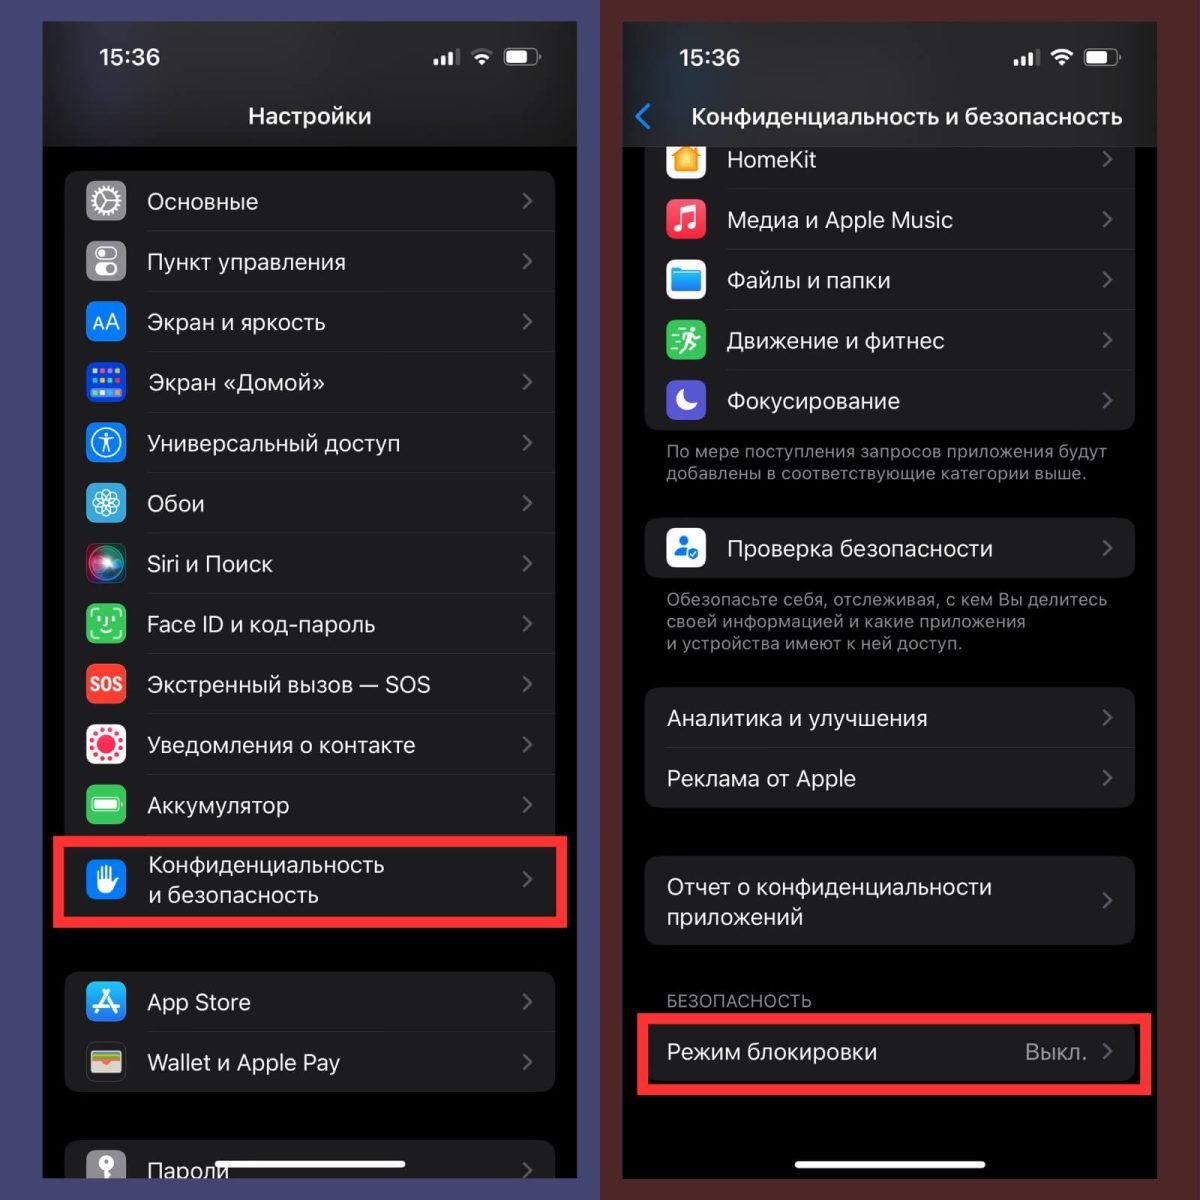 15:36
Настройки
Основные
Пункт управления
AA
Экран и яркость
Экран «Домой»
Универсальный доступ
Обои
Siri и Поиск
Face ID и код-пароль
SOS
Экстренный вызов — SOS
Уведомления о контакте
Аккумулятор
Конфиденциальность
и безопасность
App Store
Wallet и Apple Pay
Пароли
15:36
Конфиденциальность и безопасность
HomeKit
Медиа и Apple Music
Файлы и папки
Движение и фитнес
Фокусирование
По мере поступления запросов приложения будут
добавлены в соответствующие категории выше.
Проверка безопасности
Обезопасьте себя, отслеживая, с кем Вы делитесь
своей информацией и какие приложения
и устройства имеют к ней доступ.
Аналитика и улучшения
Реклама от Apple
Отчет о конфиденциальности
приложений
БЕЗОПАСНОСТЬ
Режим блокировки Выкл.